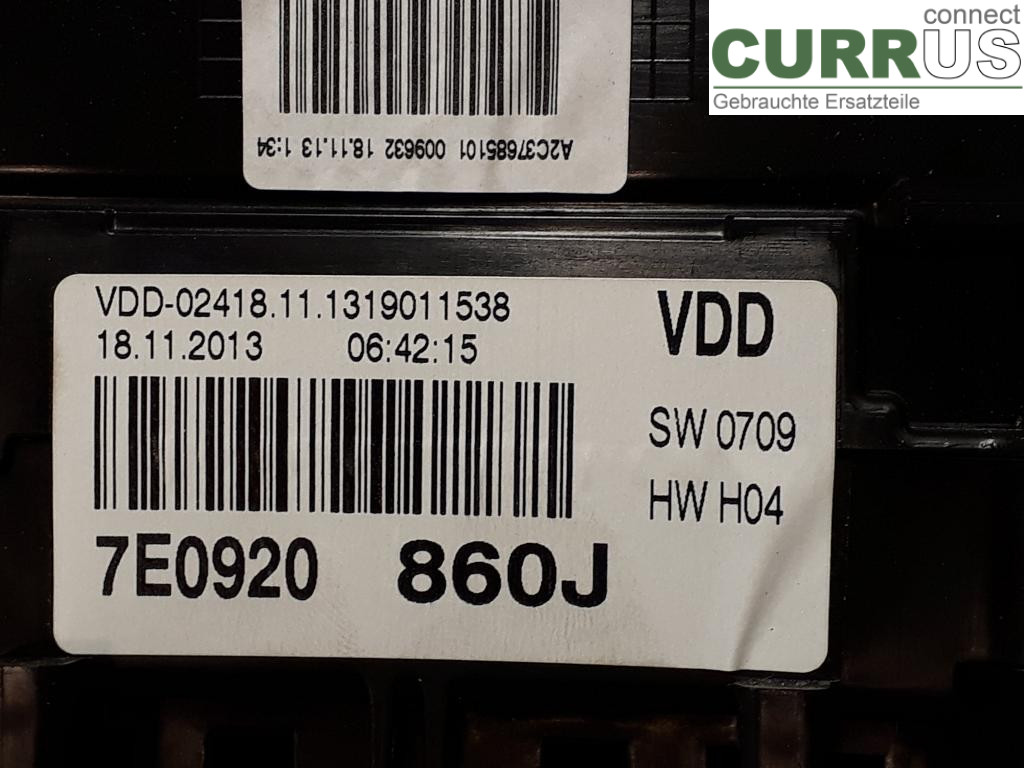 connect
CURRUS
Gebrauchte Ersatzteile
A2C37685101 009632 18.11.13 1:34
VDD-02418.11.1319011538
18.11.2013 06:42:15
VDD
SW 0709
HW H04
7E0920 860J